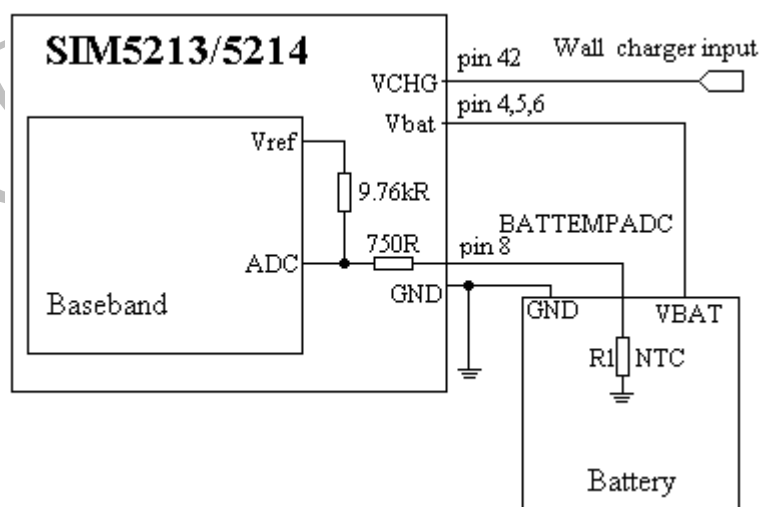 SIM5213/5214
pin 42
Wall charger input
VCHG
pin 4,5,6
Vbat
Vref
9.76kR
BATTEMPADC
750R
pin 8
ADC
GND
Baseband
GND
VBAT
R1
NTC
Battery